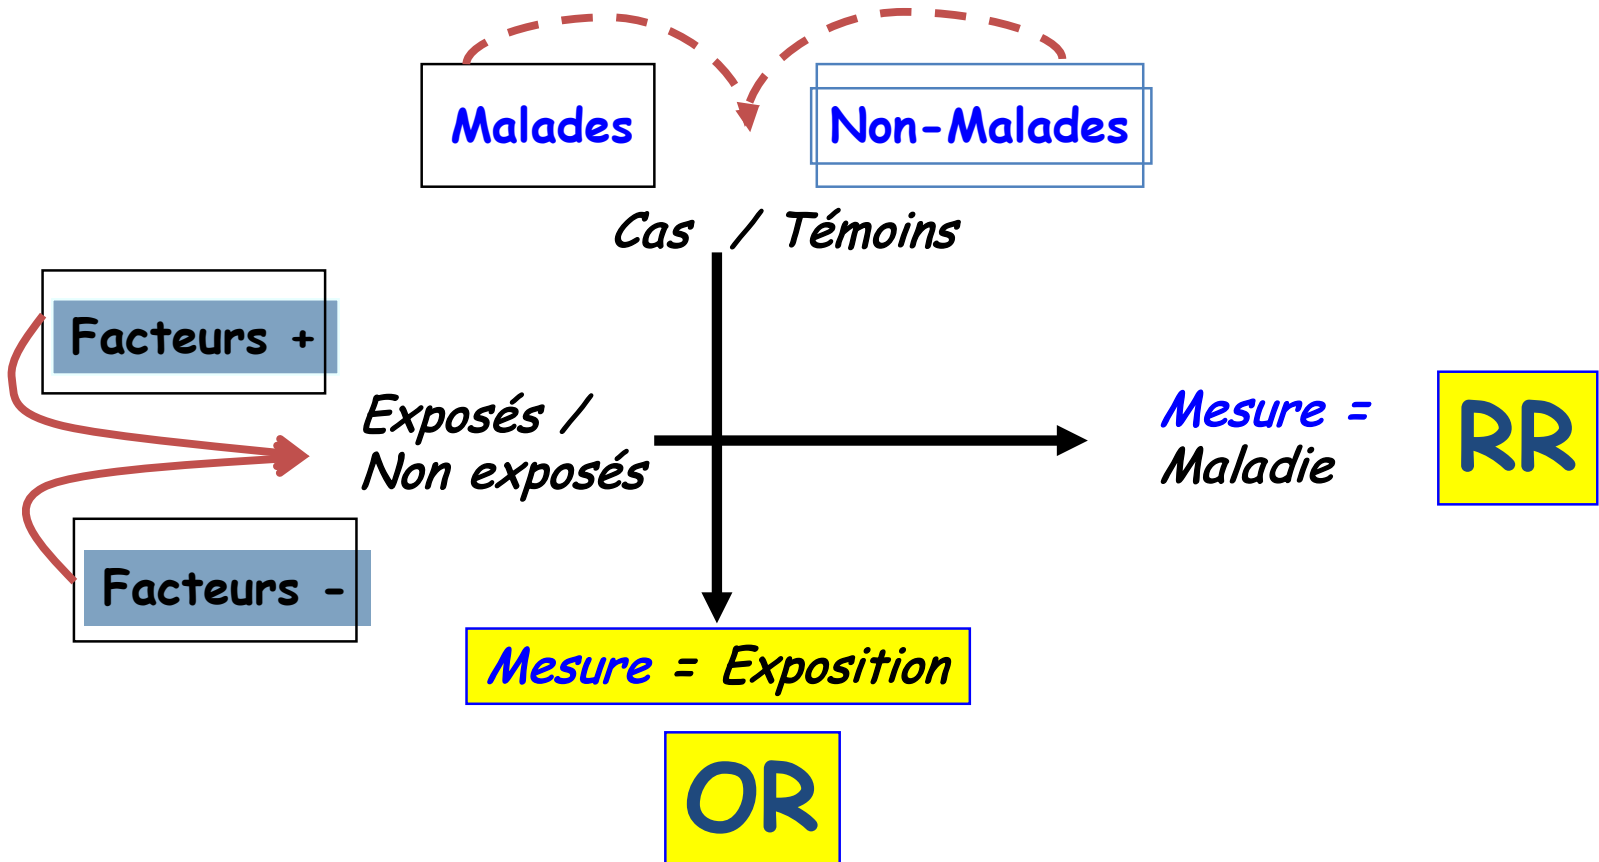 Malades
Non-Malades
Cas / Témoins
Facteurs +
Exposés /
Non exposés
Mesure =
Maladie
RR
Facteurs -
Mesure = Exposition
OR